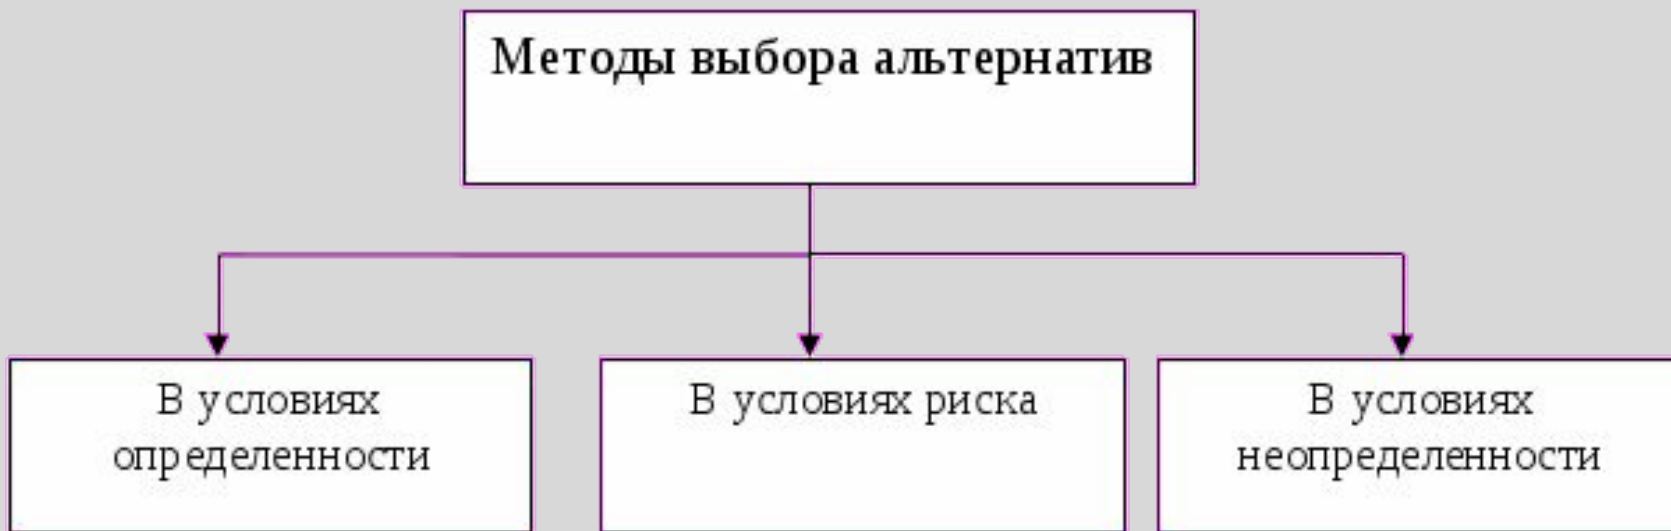 Методы выбора альтернатив
В условиях
определенности
В условиях риска
В условиях
неопределенности